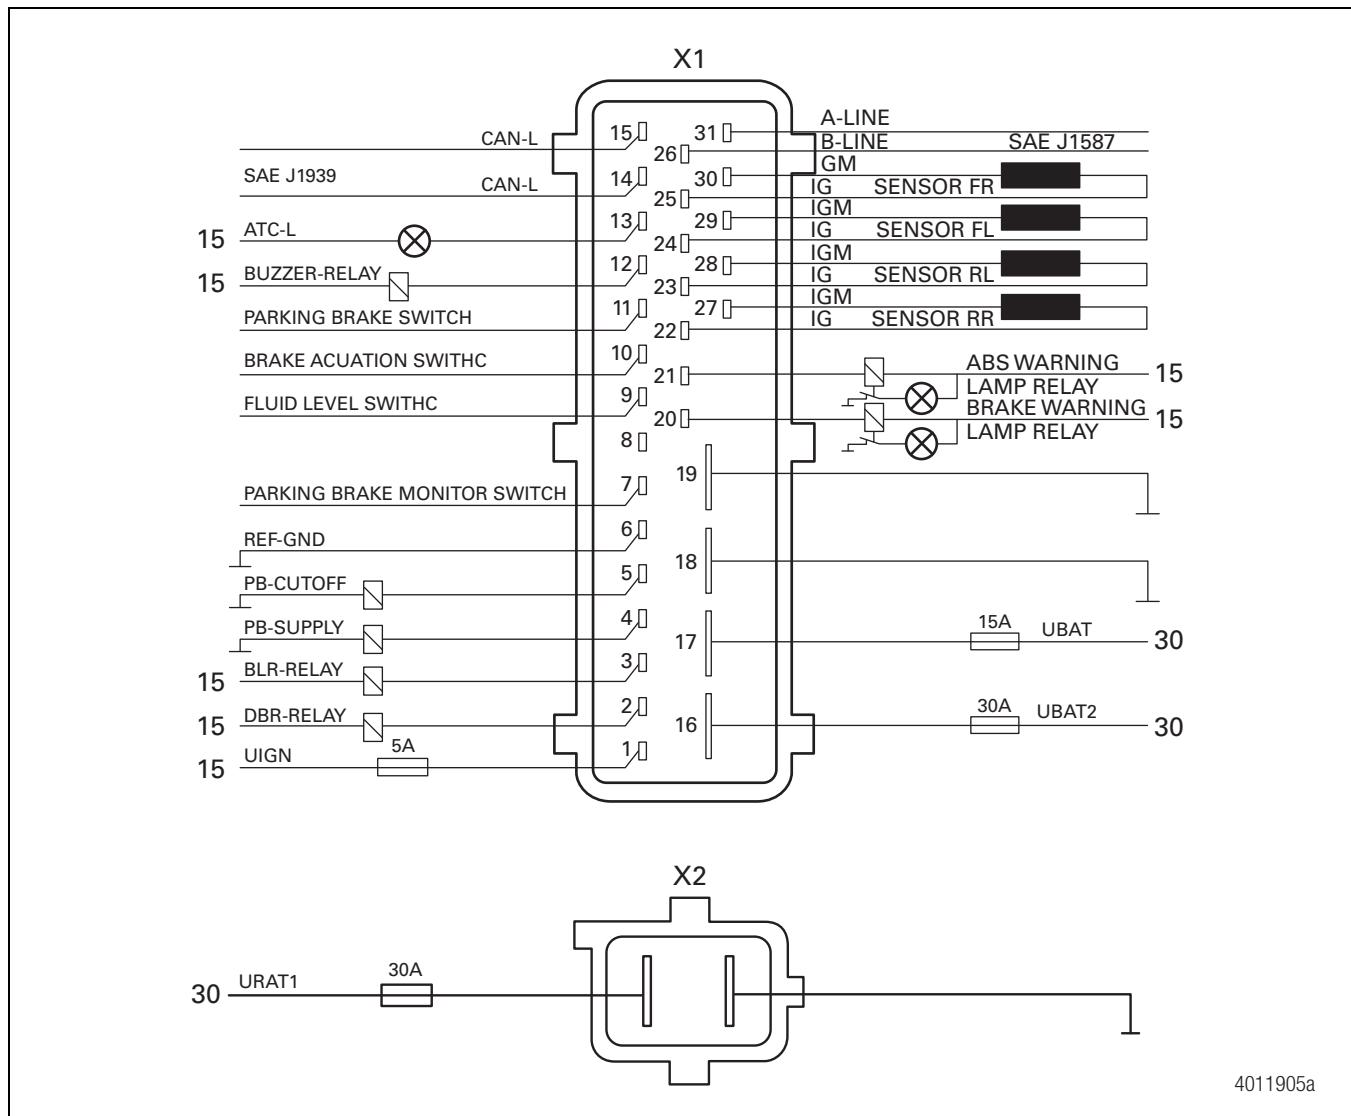 X1
CAN-L
SAE J1939
CAN-L
15 ATC-L
15 BUZZER-RELAY
PARKING BRAKE SWITCH
BRAKE ACUATION SWITHC
FLUID LEVEL SWITHC
PARKING BRAKE MONITOR SWITCH
REF-GND
PB-CUTOFF
PB-SUPPLY
15 BLR-RELAY
15 DBR-RELAY
5A
15 UIGN
15
14
13
12
11
10
9
8
7
6
5
4
3
2
1
31
26
30
25
29
24
28
23
27
22
21
20
19
18
17
16
A-LINE
B-LINE SAE J1587
GM
IG SENSOR FR
IGM
IG SENSOR FL
IGM
IG SENSOR RL
IGM
IG SENSOR RR
ABS WARNING 15
LAMP RELAY
BRAKE WARNING 15
LAMP RELAY
15A UBAT 30
30A UBAT2 30
X2
30 URAT1 30A
4011905a